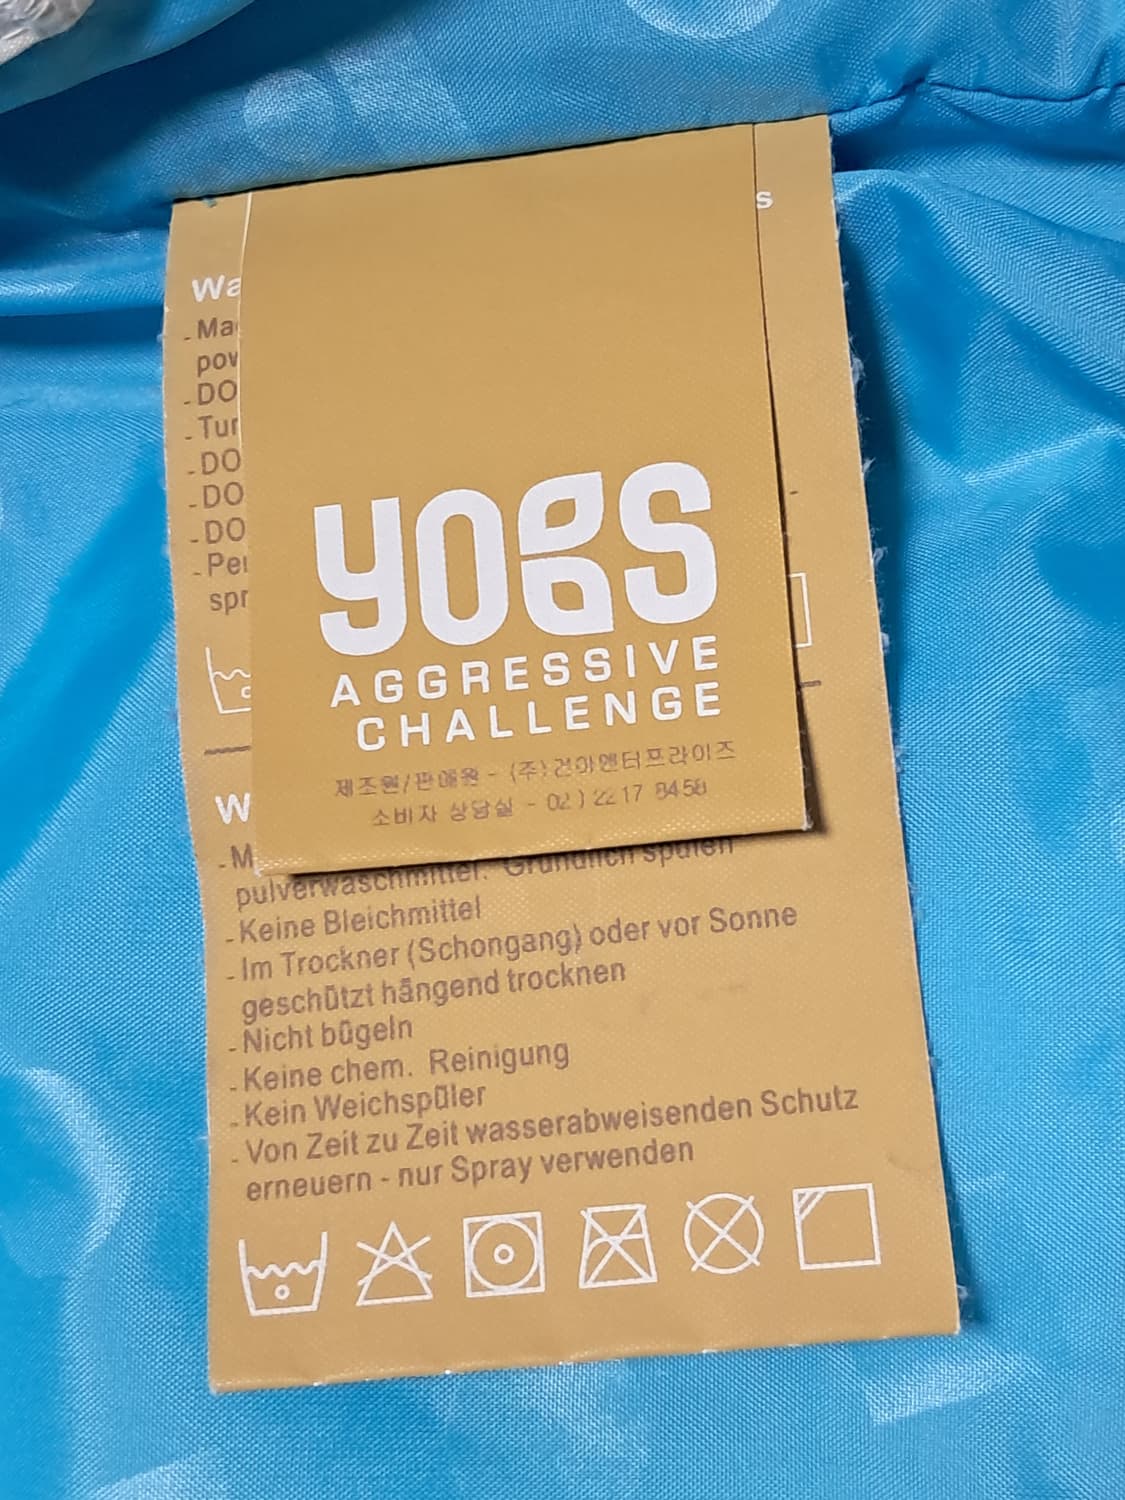 s
Wa
- Ma
pow
- DO
- Tur
- DO
- DO
- DO
- Per
spr
YOBS
AGGRESSIVE
CHALLENGE
제조원/판매원 - (주)건아엔터프라이즈
소비자 상담실 - 02 ) 2217 8458
W
- M
pulverwaschmittel. Gründlich spülen
- Keine Bleichmittel
- Im Trockner (Schongang) oder vor Sonne
geschützt hängend trocknen
- Nicht bügeln
- Keine chem. Reinigung
- Kein Weichspüler
- Von Zeit zu Zeit wasserabweisenden Schutz
erneuern - nur Spray verwenden